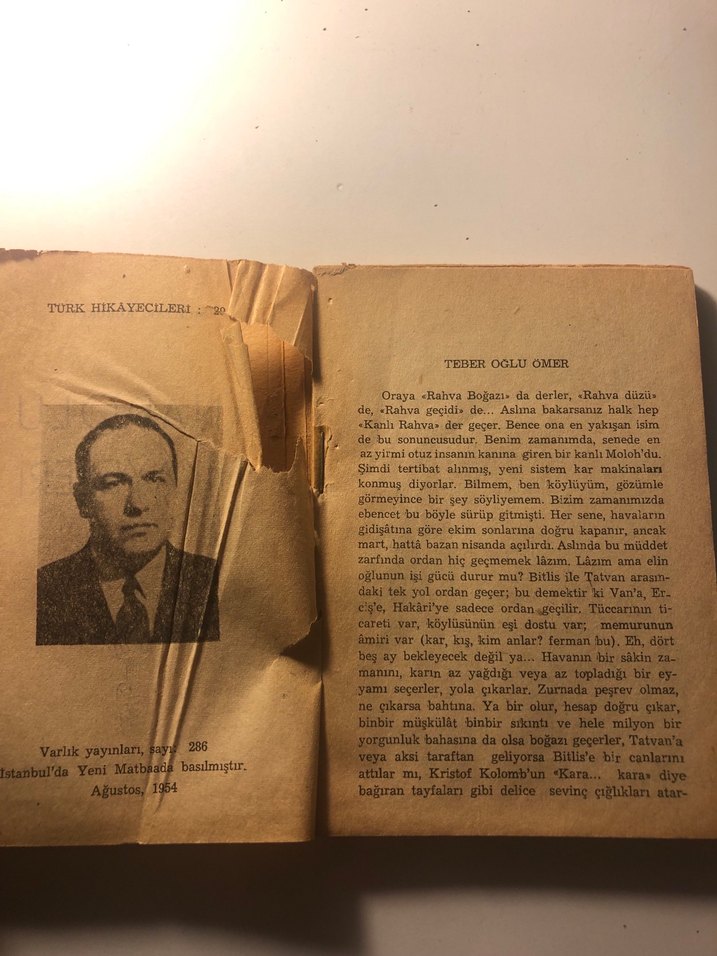 TÜRK HİKÂYECİLERİ : 20
Varlık yayınları, sayı: 286
İstanbul'da Yeni Matbaada basılmıştır.
Ağustos, 1954
TEBER OĞLU ÖMER
Oraya «Rahva Boğazı» da derler, «Rahva düzü»
de, «Rahva geçidi» de... Aslına bakarsanız halk hep
«Kanlı Rahva» der geçer. Bence ona en yakışan isim
de bu sonuncusudur. Benim zamanımda, senede en
az yirmi otuz insanın kanına giren bir kanlı Moloh'du.
Şimdi tertibat alınmış, yeni sistem kar makinaları
konmuş diyorlar. Bilmem, ben köylüyüm, gözümle
görmeyince bir şey söyliyemem. Bizim zamanımızda
ebencet bu böyle sürüp gitmişti. Her sene, havaların
gidişâtına göre ekim sonlarına doğru kapanır, ancak
mart, hattâ bazan nisanda açılırdı. Aslında bu müddet
zarfında ordan hiç geçmemek lâzım. Lâzım ama elin
oğlunun işi gücü durur mu? Bitlis ile Tatvan arasın-
daki tek yol ordan geçer; bu demektir ki Van'a, Er-
ciş'e, Hakâri'ye sadece ordan geçilir. Tüccarının ti-
careti var, köylüsünün eşi dostu var; memurunun
âmiri var (kar, kış, kim anlar? ferman bu). Eh, dört
beş ay bekleyecek değil ya... Havanın bir sâkin za-
manını, karın az yağdığı veya az topladığı bir ey-
yamı seçerler, yola çıkarlar. Zurnada peşrev olmaz,
ne çıkarsa bahtına. Ya bir olur, hesap doğru çıkar,
binbir müşkülât binbir sıkıntı ve hele milyon bir
yorgunluk bahasına da olsa boğazı geçerler, Tatvan'a
veya aksi taraftan geliyorsa Bitlis'e bir canlarını
attılar mı, Kristof Kolomb'un «Kara... kara» diye
bağıran tayfaları gibi delice sevinç çığlıkları atar-